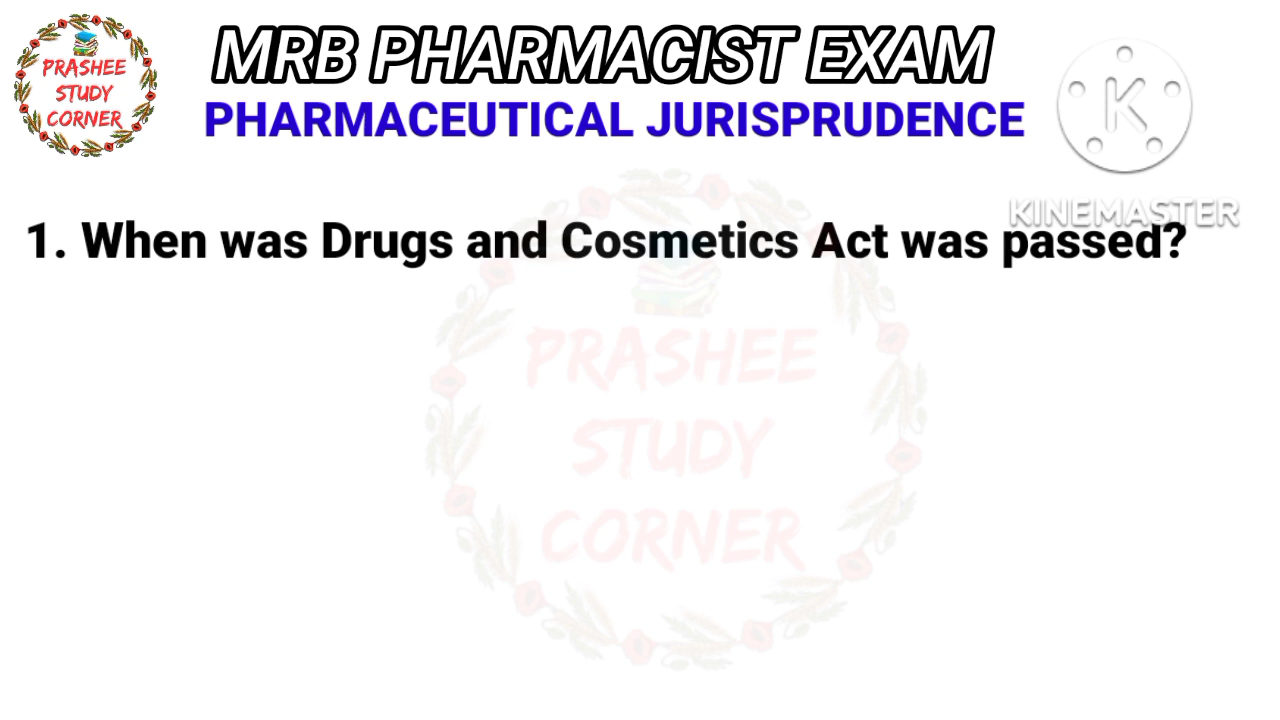 PRASHEE
STUDY
CORNER
MRB PHARMACIST EXAM
PHARMACEUTICAL JURISPRUDENCE
K
KINEMASTER
1. When was Drugs and Cosmetics Act was passed?
PRASHEE
STUDY
CORNER